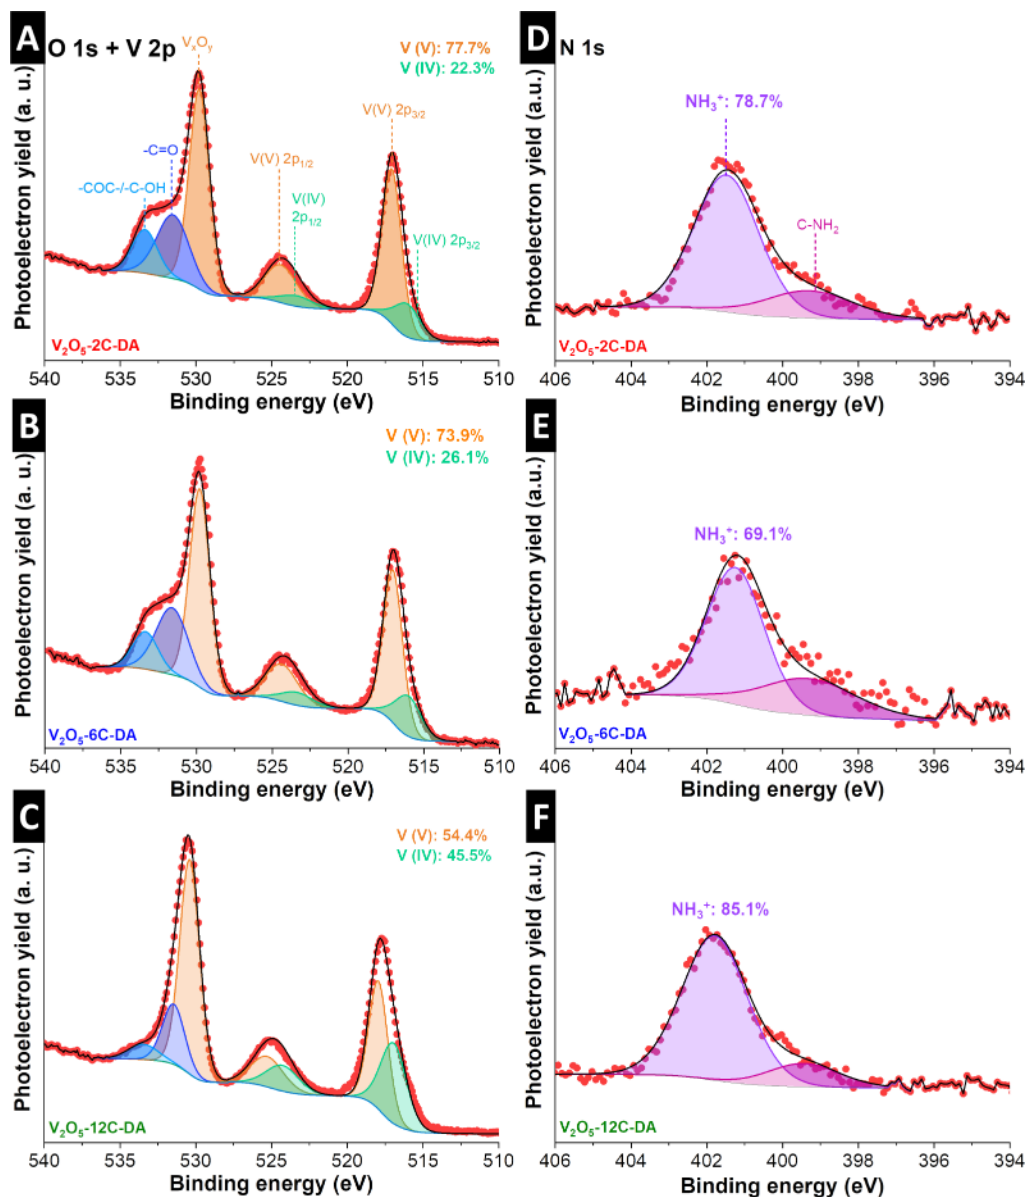 A
O 1s + V 2p
VₓOᵧ
V (V): 77.7%
V (IV): 22.3%
-C=O
-COC-/-C-OH
V(V) 2p₁/₂
V(IV)
2p₁/₂
V(V) 2p₃/₂
V(IV) 2p₃/₂
Photoelectron yield (a. u.)
V₂O₅-2C-DA
540 535 530 525 520 515 510
Binding energy (eV)
D
N 1s
NH₃⁺: 78.7%
C-NH₂
Photoelectron yield (a.u.)
V₂O₅-2C-DA
406 404 402 400 398 396 394
Binding energy (eV)
B
V (V): 73.9%
V (IV): 26.1%
Photoelectron yield (a. u.)
V₂O₅-6C-DA
540 535 530 525 520 515 510
Binding energy (eV)
E
NH₃⁺: 69.1%
Photoelectron yield (a.u.)
V₂O₅-6C-DA
406 404 402 400 398 396 394
Binding energy (eV)
C
V (V): 54.4%
V (IV): 45.5%
Photoelectron yield (a. u.)
V₂O₅-12C-DA
540 535 530 525 520 515 510
Binding energy (eV)
F
NH₃⁺: 85.1%
Photoelectron yield (a.u.)
V₂O₅-12C-DA
406 404 402 400 398 396 394
Binding energy (eV)